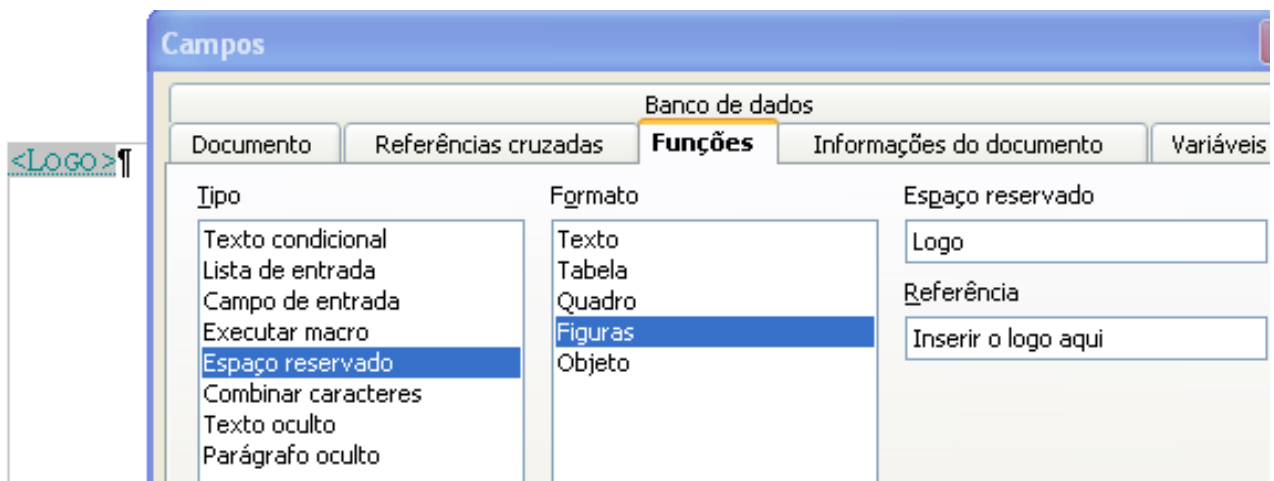 Campos
Banco de dados
Documento Referências cruzadas Funções Informações do documento Variáveis
<LOGO>¶
Tipo Formato Espaço reservado
Texto condicional Texto Logo
Lista de entrada Tabela
Campo de entrada Quadro Referência
Executar macro Figuras Inserir o logo aqui
Espaço reservado Objeto
Combinar caracteres
Texto oculto
Parágrafo oculto